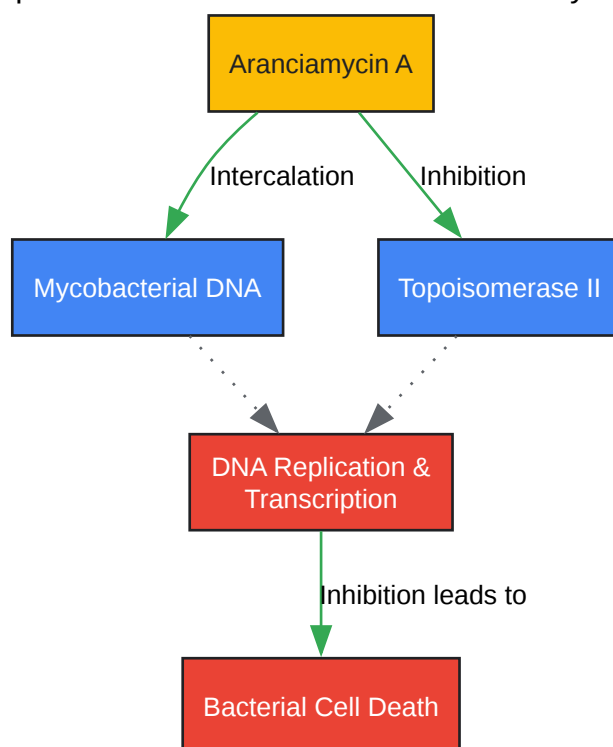 Aranciamycin A
Intercalation
Inhibition
Mycobacterial DNA
Topoisomerase II
DNA Replication &
Transcription
Inhibition leads to
Bacterial Cell Death